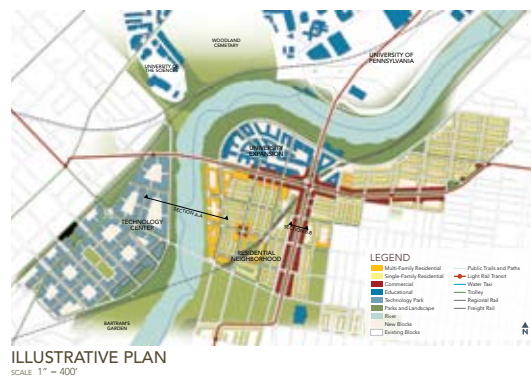 WOODLAND
CEMETARY
UNIVERSITY OF
THE SCIENCES
UNIVERSITY OF
PENNSYLVANIA
UNIVERSITY
EXPANSION
TECHNOLOGY
CENTER
SECTION A-A
SECTION B-B
RESIDENTIAL
NEIGHBORHOOD
BARTRAM'S
GARDEN
LEGEND
Multi-Family Residential
Single-Family Residential
Commercial
Educational
Technology Park
Parks and Landscape
River
New Blocks
Existing Blocks
Public Trails and Paths
Light Rail Transit
Water Taxi
Trolley
Regional Rail
Freight Rail
N
ILLUSTRATIVE PLAN
SCALE 1" = 400'